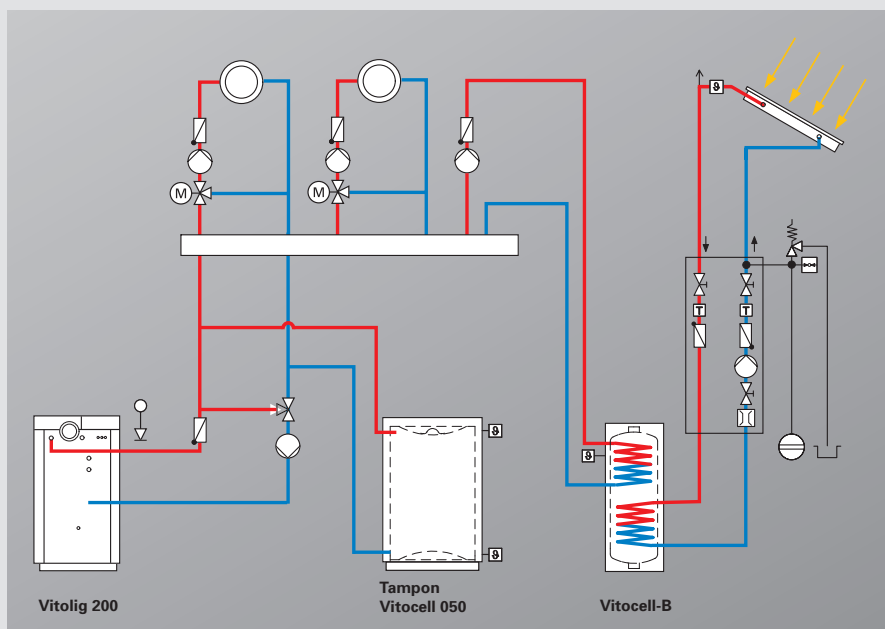 M
M
ϑ
T
T
ϑ
ϑ
ϑ
Vitolig 200
Tampon
Vitocell 050
Vitocell-B